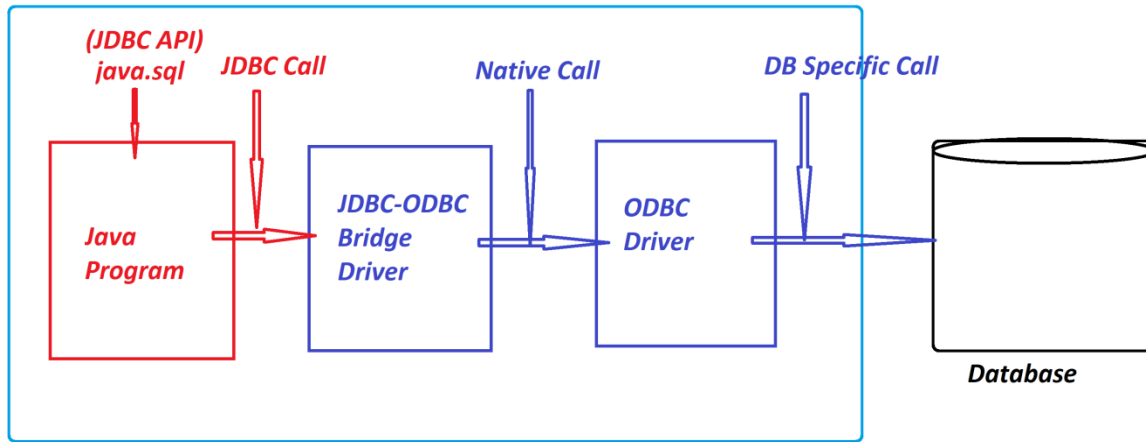 (JDBC API)
java.sql
JDBC Call
Native Call
DB Specific Call
Java
Program
JDBC-ODBC
Bridge
Driver
ODBC
Driver
Database